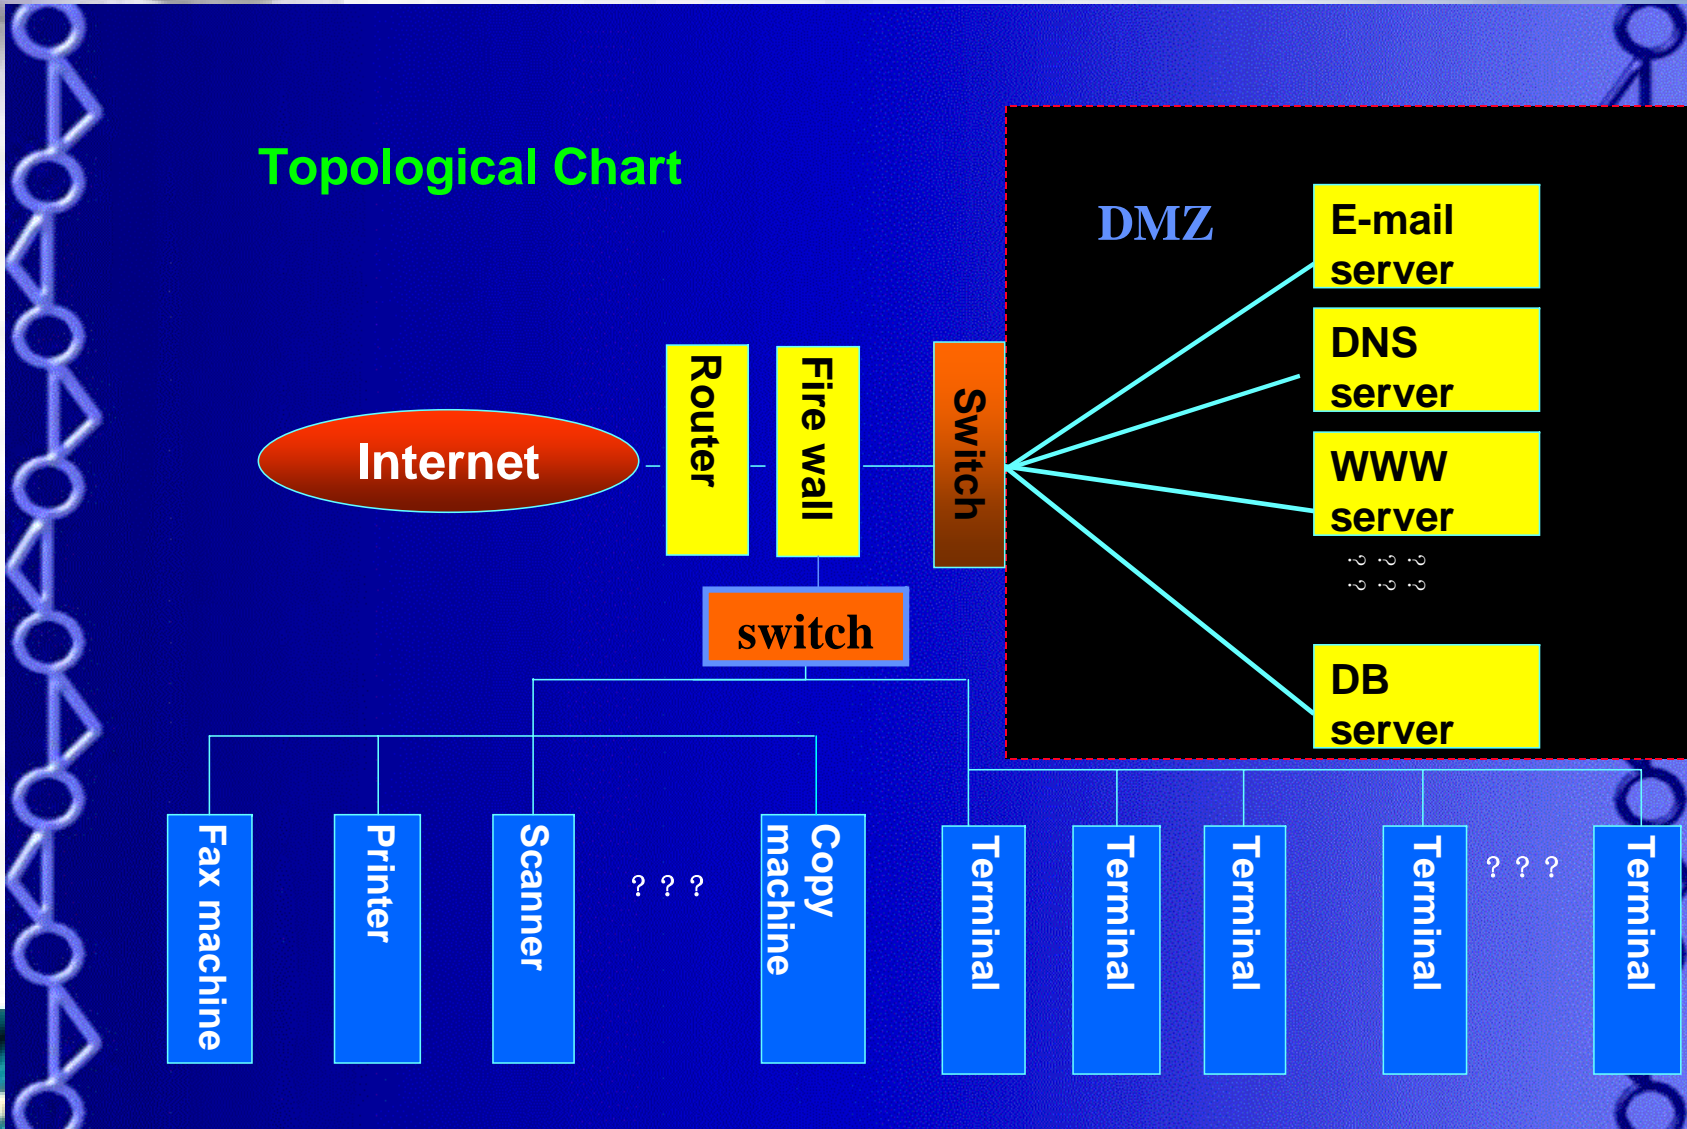 Topological Chart
DMZ
E-mail
server
DNS
server
WWW
server
? ? ?
? ? ?
DB
server
Internet
Router
Fire wall
Switch
switch
Fax machine
Printer
Scanner
? ? ?
Copy
machine
Terminal
Terminal
Terminal
Terminal
? ? ?
Terminal